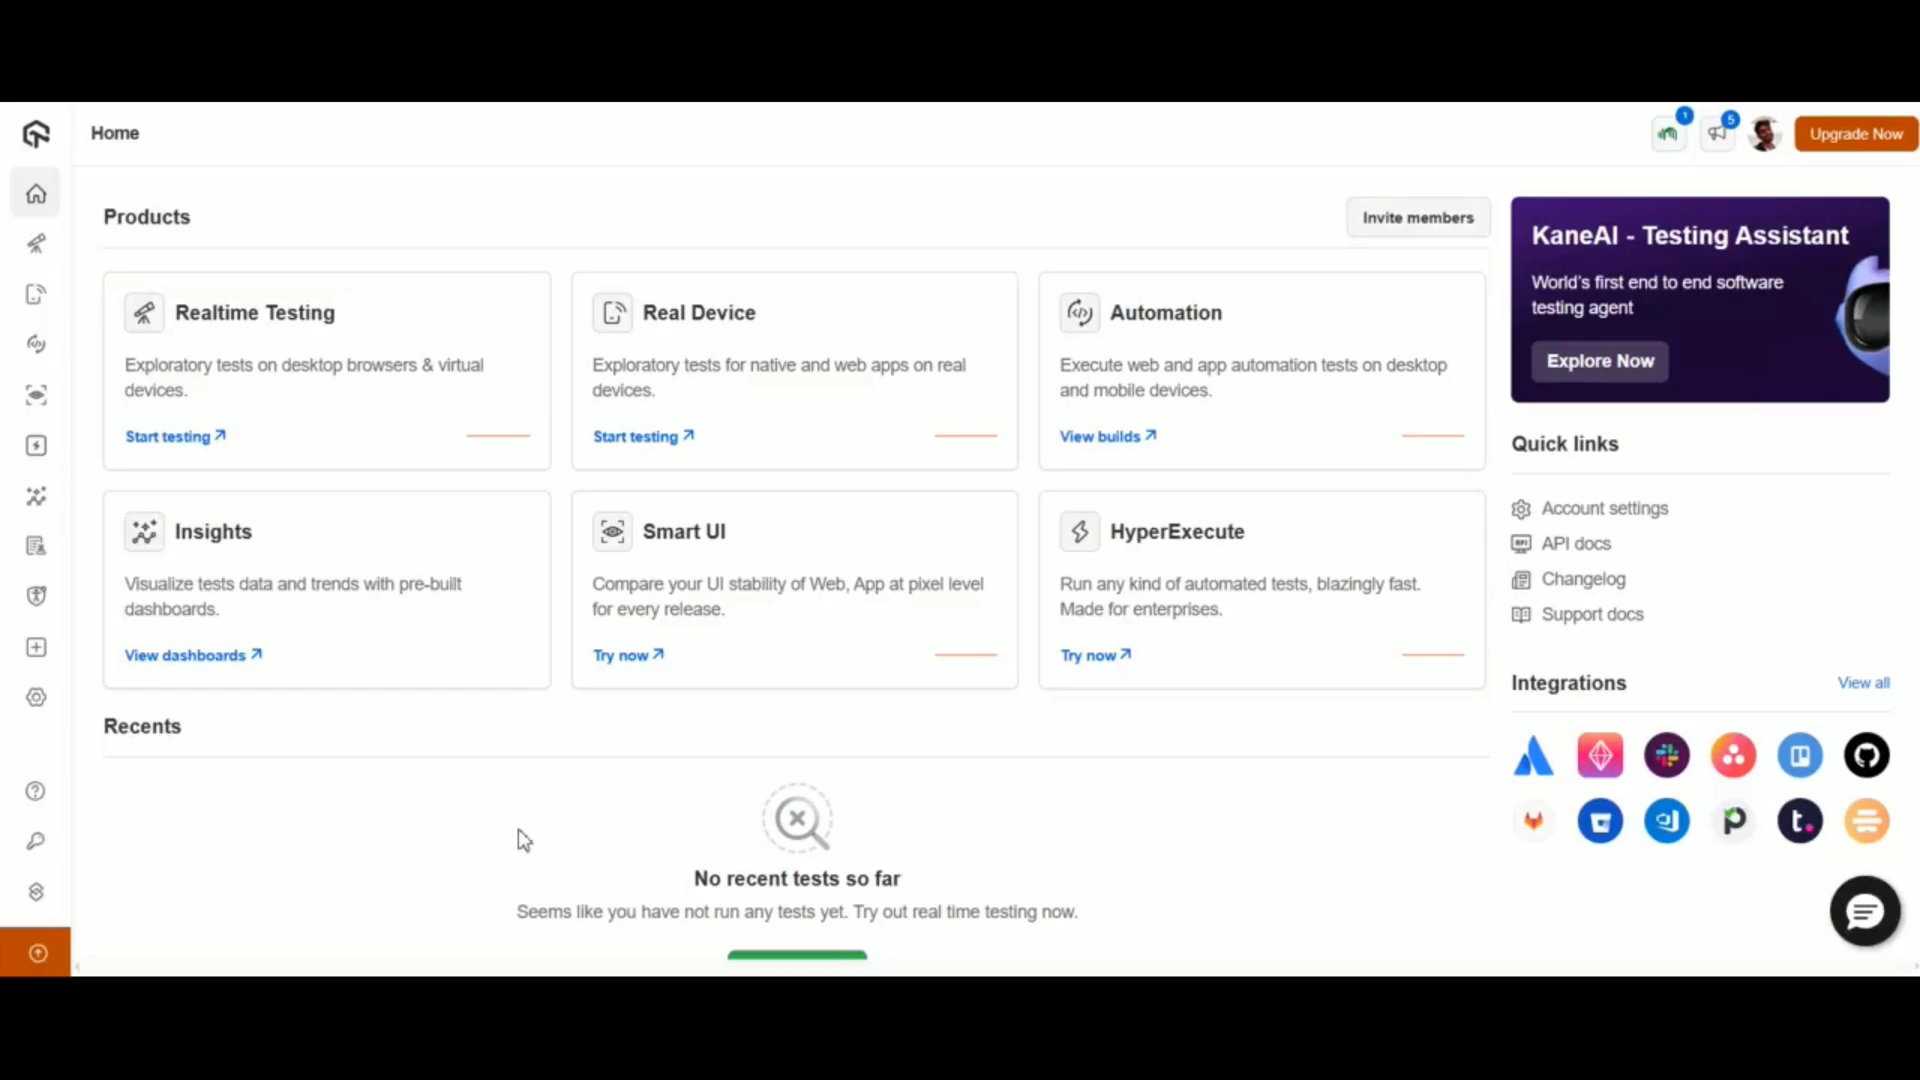 Home
1
5
Upgrade Now
Products
Invite members
Realtime Testing
Exploratory tests on desktop browsers & virtual
devices.
Start testing
Real Device
Exploratory tests for native and web apps on real
devices.
Start testing
Automation
Execute web and app automation tests on desktop
and mobile devices.
View builds
Insights
Visualize tests data and trends with pre-built
dashboards.
View dashboards
Smart UI
Compare your UI stability of Web, App at pixel level
for every release.
Try now
HyperExecute
Run any kind of automated tests, blazingly fast.
Made for enterprises.
Try now
Recents
No recent tests so far
Seems like you have not run any tests yet. Try out real time testing now.
KaneAI - Testing Assistant
World's first end to end software
testing agent
Explore Now
Quick links
Account settings
API docs
Changelog
Support docs
Integrations
View all